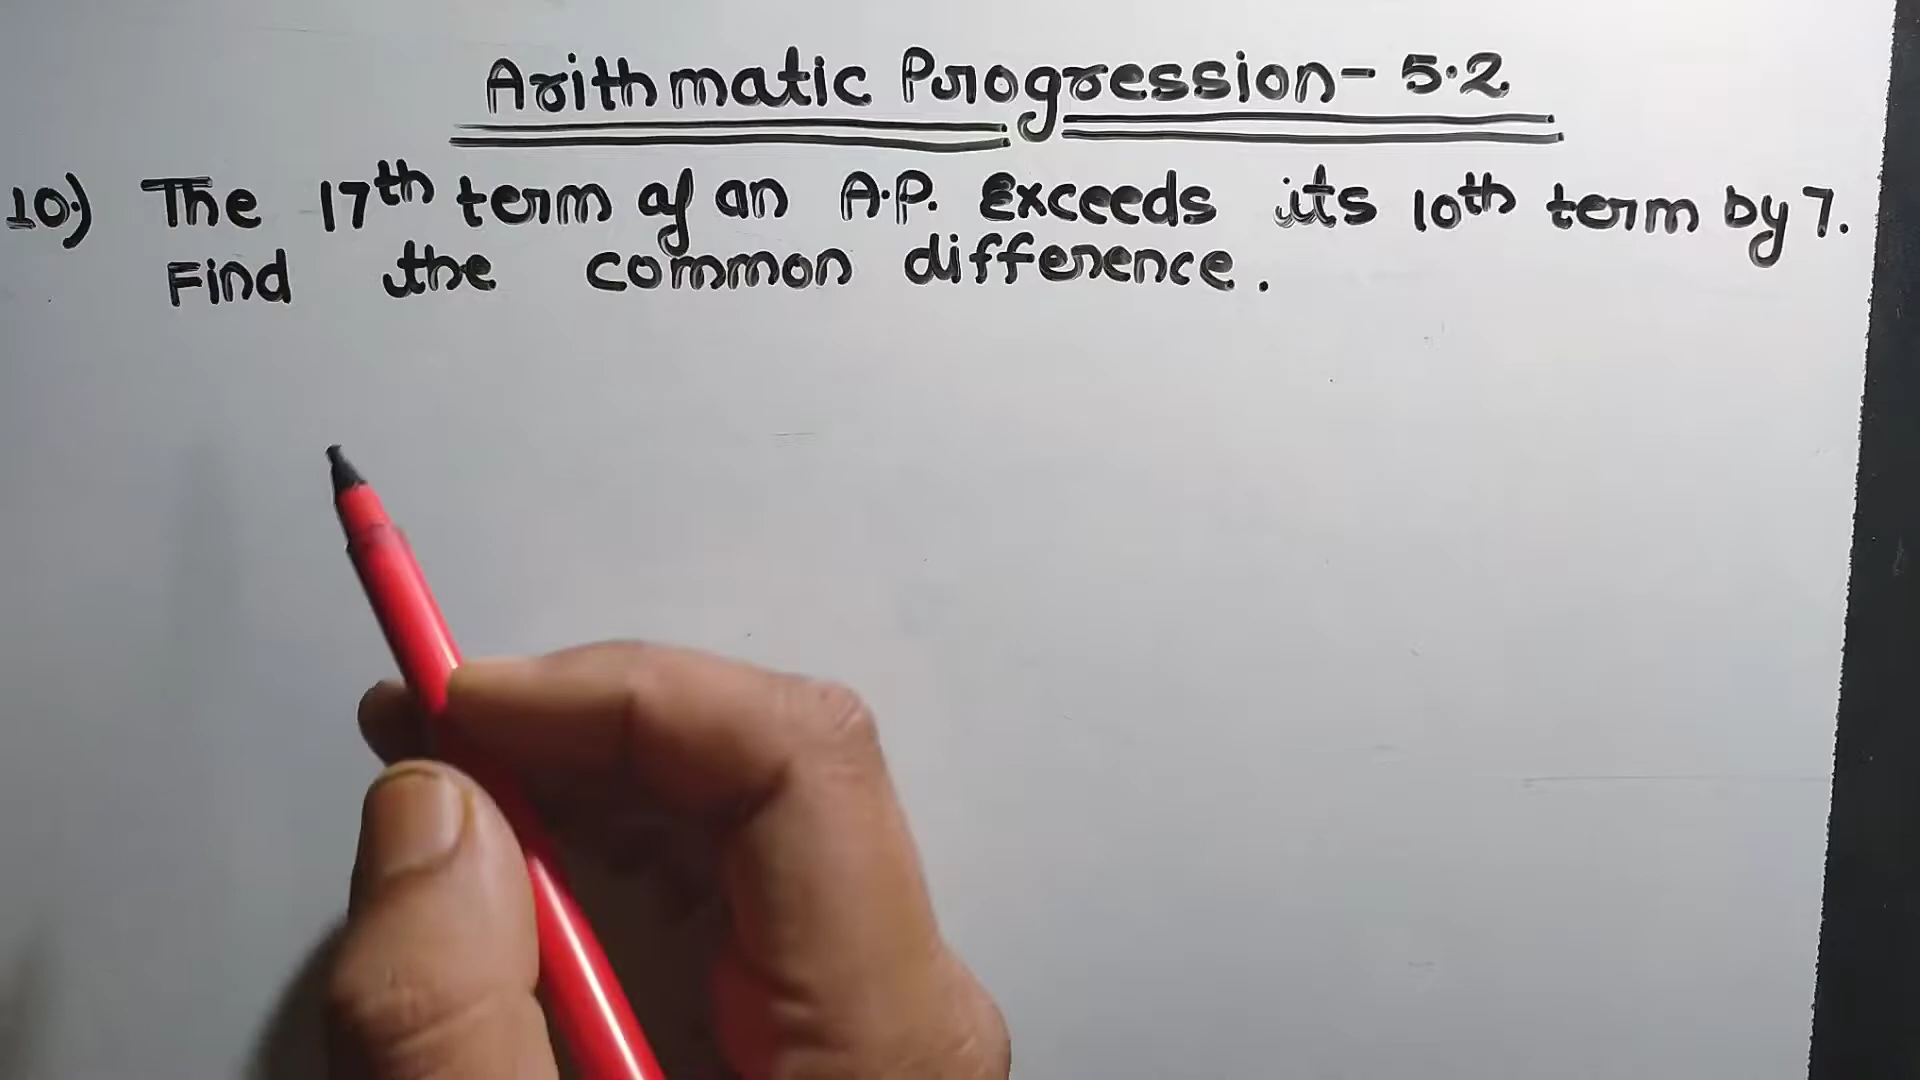 Arithmatic Progression - 5.2
10.) The 17th term of an A.P. Exceeds its 10th term by 7.
Find the common difference.